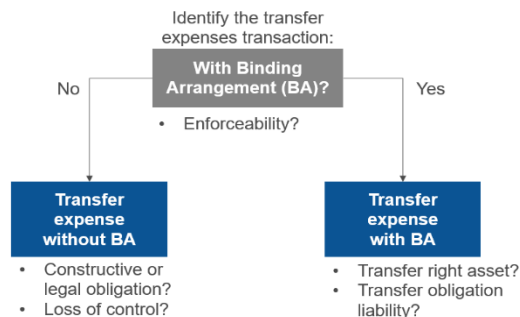 Identify the transfer
expenses transaction:
With Binding
Arrangement (BA)?
No
Yes
• Enforceability?
Transfer
expense
without BA
• Constructive or
legal obligation?
• Loss of control?
Transfer
expense
with BA
• Transfer right asset?
• Transfer obligation
liability?